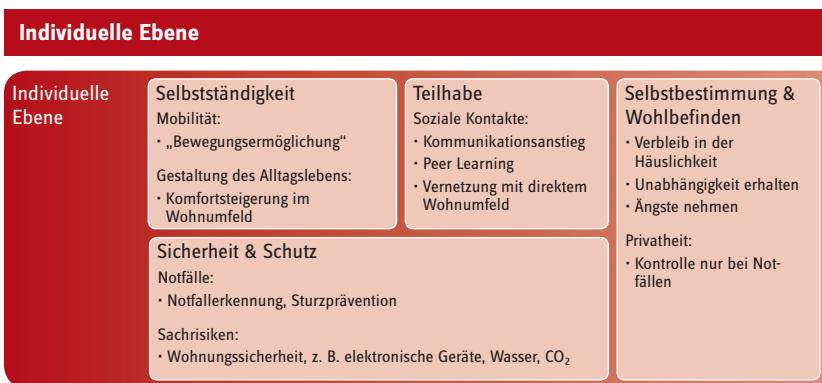 Individuelle Ebene
Individuelle
Ebene
Selbstständigkeit
Mobilität:
· „Bewegungsermöglichung“
Gestaltung des Alltagslebens:
· Komfortsteigerung im
Wohnumfeld
Teilhabe
Soziale Kontakte:
· Kommunikationsanstieg
· Peer Learning
· Vernetzung mit direktem
Wohnumfeld
Selbstbestimmung &
Wohlbefinden
· Verbleib in der
Häuslichkeit
· Unabhängigkeit erhalten
· Ängste nehmen
Privatheit:
· Kontrolle nur bei Not-
fällen
Sicherheit & Schutz
Notfälle:
· Notfallerkennung, Sturzprävention
Sachrisiken:
· Wohnungssicherheit, z. B. elektronische Geräte, Wasser, CO₂